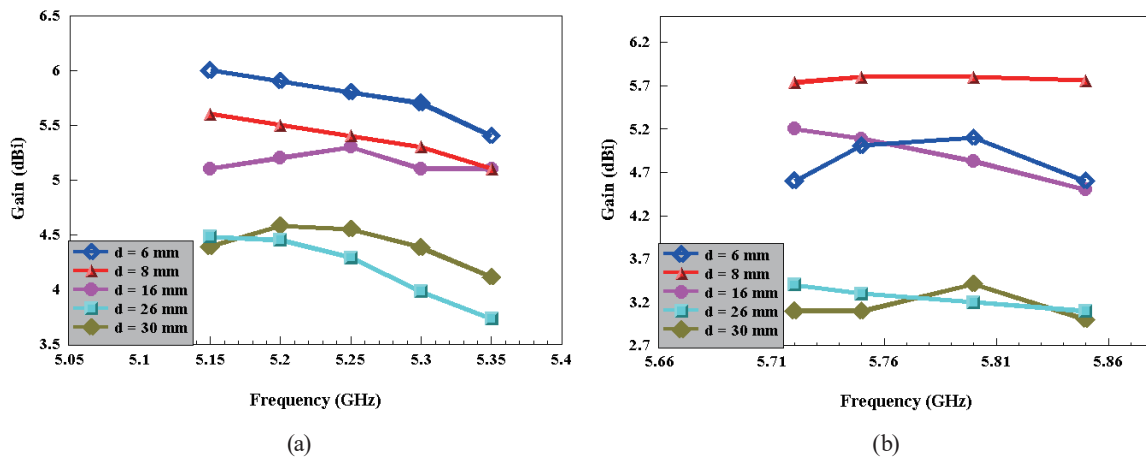 6.5
6
5.5
5
4.5
4
3.5
Gain (dBi)
d = 6 mm
d = 8 mm
d = 16 mm
d = 26 mm
d = 30 mm
5.05 5.1 5.15 5.2 5.25 5.3 5.35 5.4
Frequency (GHz)
(a)
6.2
5.7
5.2
4.7
4.2
3.7
3.2
2.7
Gain (dBi)
d = 6 mm
d = 8 mm
d = 16 mm
d = 26 mm
d = 30 mm
5.66 5.71 5.76 5.81 5.86
Frequency (GHz)
(b)